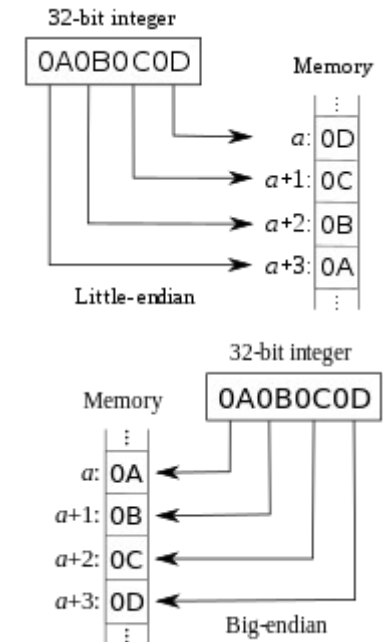 32-bit integer
0A0B0C0D
Memory
⋮
a: 0D
a+1: 0C
a+2: 0B
a+3: 0A
⋮
Little-endian
32-bit integer
0A0B0C0D
Memory
⋮
a: 0A
a+1: 0B
a+2: 0C
a+3: 0D
⋮
Big-endian